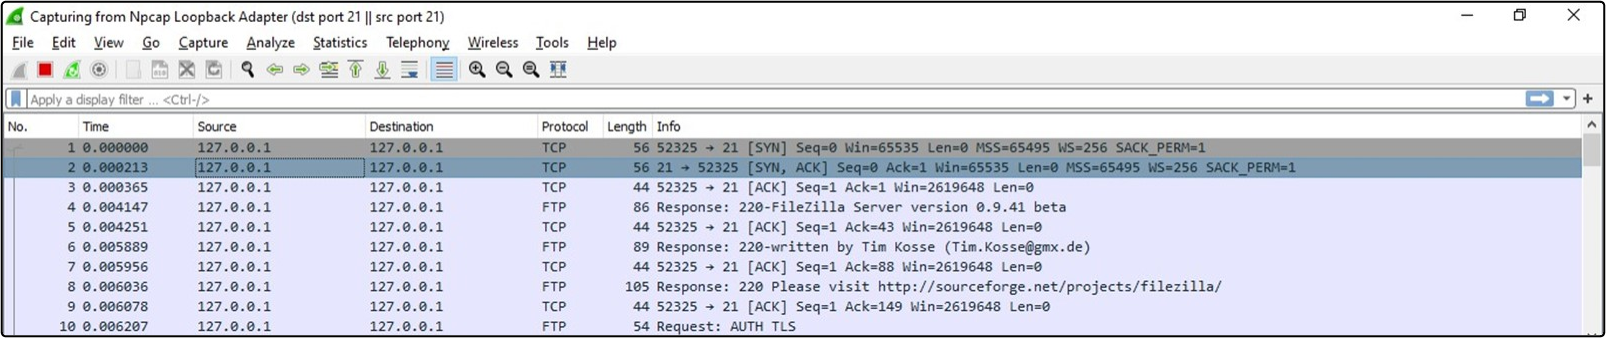 Capturing from Npcap Loopback Adapter (dst port 21 || src port 21)
File Edit View Go Capture Analyze Statistics Telephony Wireless Tools Help
Apply a display filter ... <Ctrl-/>
No. Time Source Destination Protocol Length Info
1 0.000000 127.0.0.1 127.0.0.1 TCP 56 52325 → 21 [SYN] Seq=0 Win=65535 Len=0 MSS=65495 WS=256 SACK_PERM=1
2 0.000213 127.0.0.1 127.0.0.1 TCP 56 21 → 52325 [SYN, ACK] Seq=0 Ack=1 Win=65535 Len=0 MSS=65495 WS=256 SACK_PERM=1
3 0.000365 127.0.0.1 127.0.0.1 TCP 44 52325 → 21 [ACK] Seq=1 Ack=1 Win=2619648 Len=0
4 0.004147 127.0.0.1 127.0.0.1 FTP 86 Response: 220-FileZilla Server version 0.9.41 beta
5 0.004251 127.0.0.1 127.0.0.1 TCP 44 52325 → 21 [ACK] Seq=1 Ack=43 Win=2619648 Len=0
6 0.005889 127.0.0.1 127.0.0.1 FTP 89 Response: 220-written by Tim Kosse (Tim.Kosse@gmx.de)
7 0.005956 127.0.0.1 127.0.0.1 TCP 44 52325 → 21 [ACK] Seq=1 Ack=88 Win=2619648 Len=0
8 0.006036 127.0.0.1 127.0.0.1 FTP 105 Response: 220 Please visit http://sourceforge.net/projects/filezilla/
9 0.006078 127.0.0.1 127.0.0.1 TCP 44 52325 → 21 [ACK] Seq=1 Ack=149 Win=2619648 Len=0
10 0.006207 127.0.0.1 127.0.0.1 FTP 54 Request: AUTH TLS